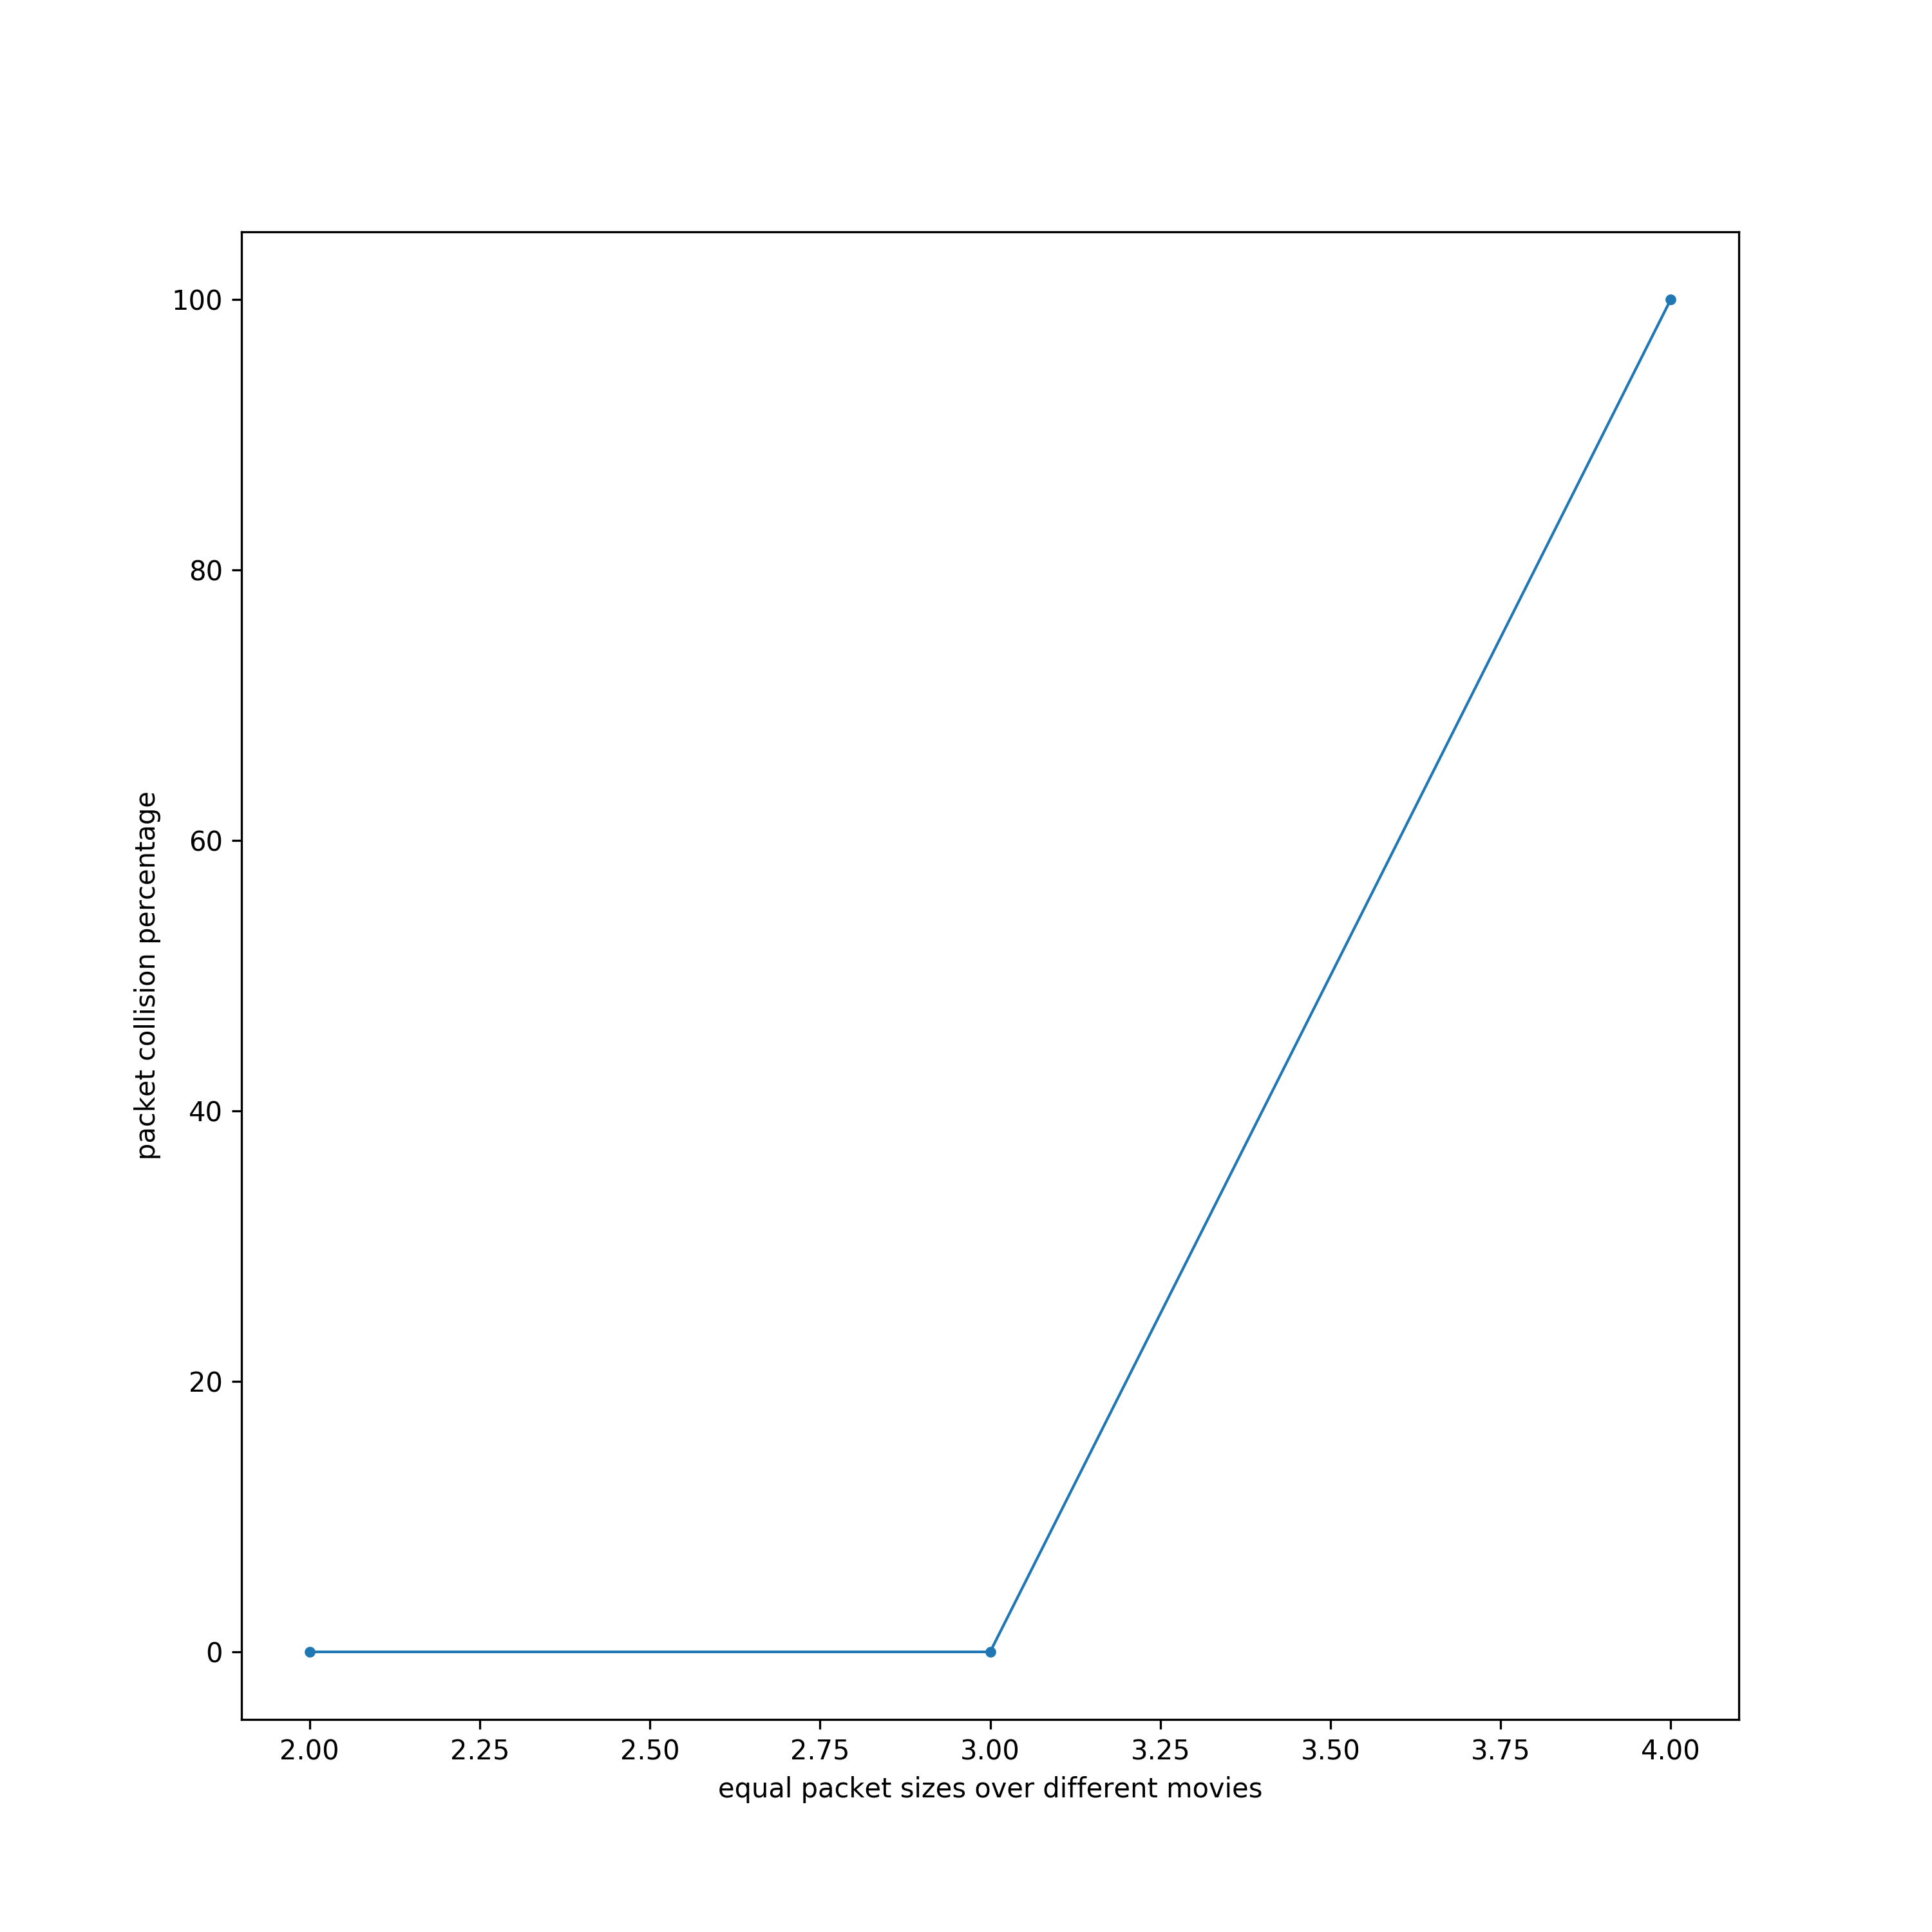 100
80
60
40
20
0
packet collision percentage
2.00 2.25 2.50 2.75 3.00 3.25 3.50 3.75 4.00
equal packet sizes over different movies